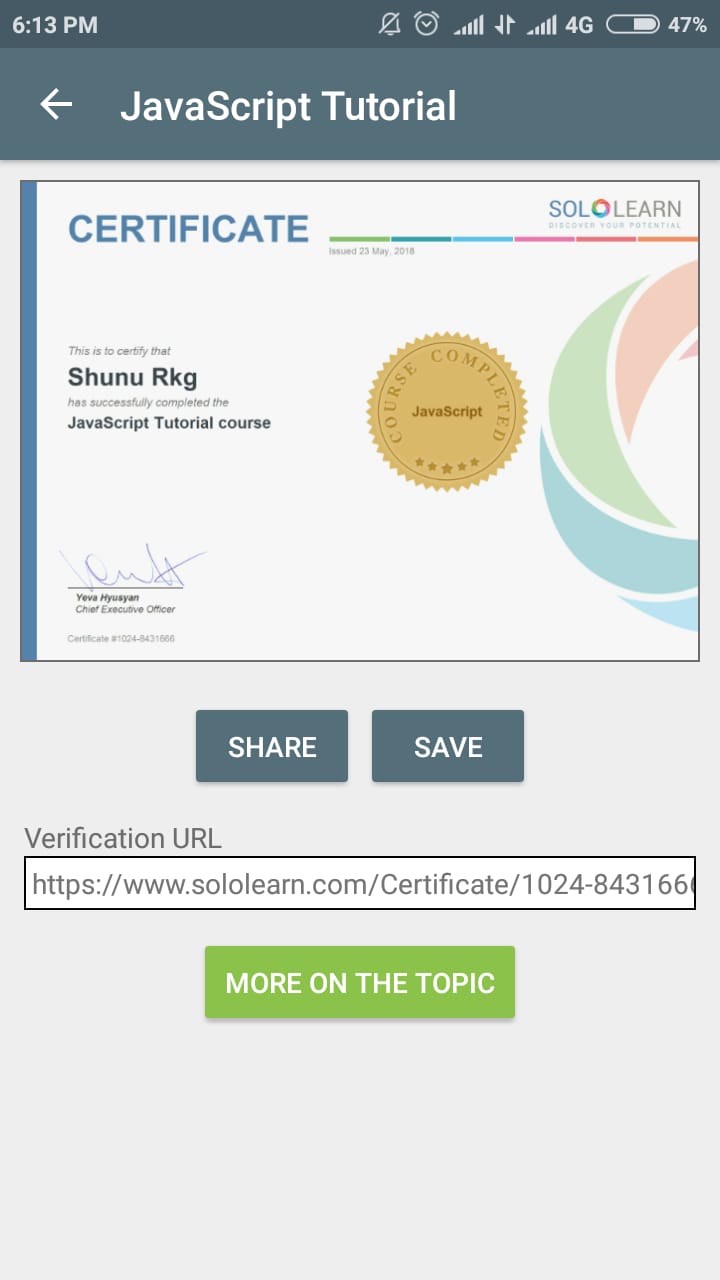 6:13 PM 4G 47%
JavaScript Tutorial
SOLOLEARN
DISCOVER YOUR POTENTIAL
CERTIFICATE
Issued 23 May, 2018
This is to certify that
Shunu Rkg
has successfully completed the
JavaScript Tutorial course
COURSE COMPLETED
JavaScript
Yeva Hyusyan
Chief Executive Officer
Certificate #1024-8431666
SHARE SAVE
Verification URL
https://www.sololearn.com/Certificate/1024-8431666
MORE ON THE TOPIC